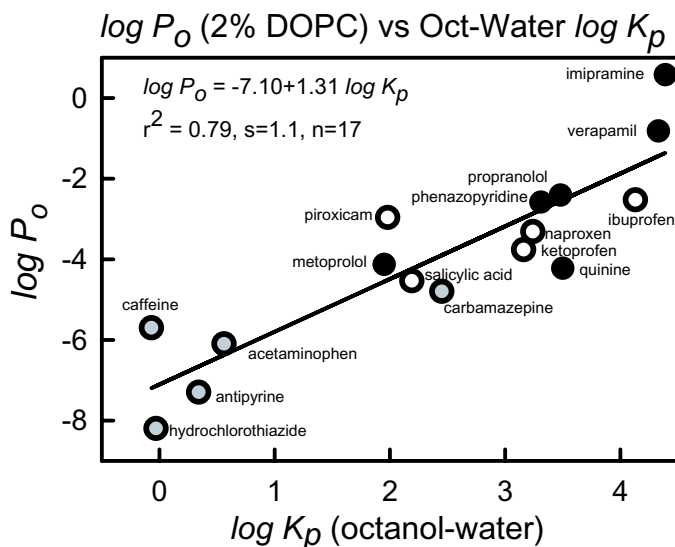 log Po (2% DOPC) vs Oct-Water log Kp
log Po = -7.10+1.31 log Kp
r2 = 0.79, s=1.1, n=17
imipramine
verapamil
propranolol
phenazopyridine
piroxicam
ibuprofen
naproxen
ketoprofen
metoprolol
quinine
salicylic acid
carbamazepine
caffeine
acetaminophen
antipyrine
hydrochlorothiazide
log Po
0
-2
-4
-6
-8
0 1 2 3 4
log Kp (octanol-water)